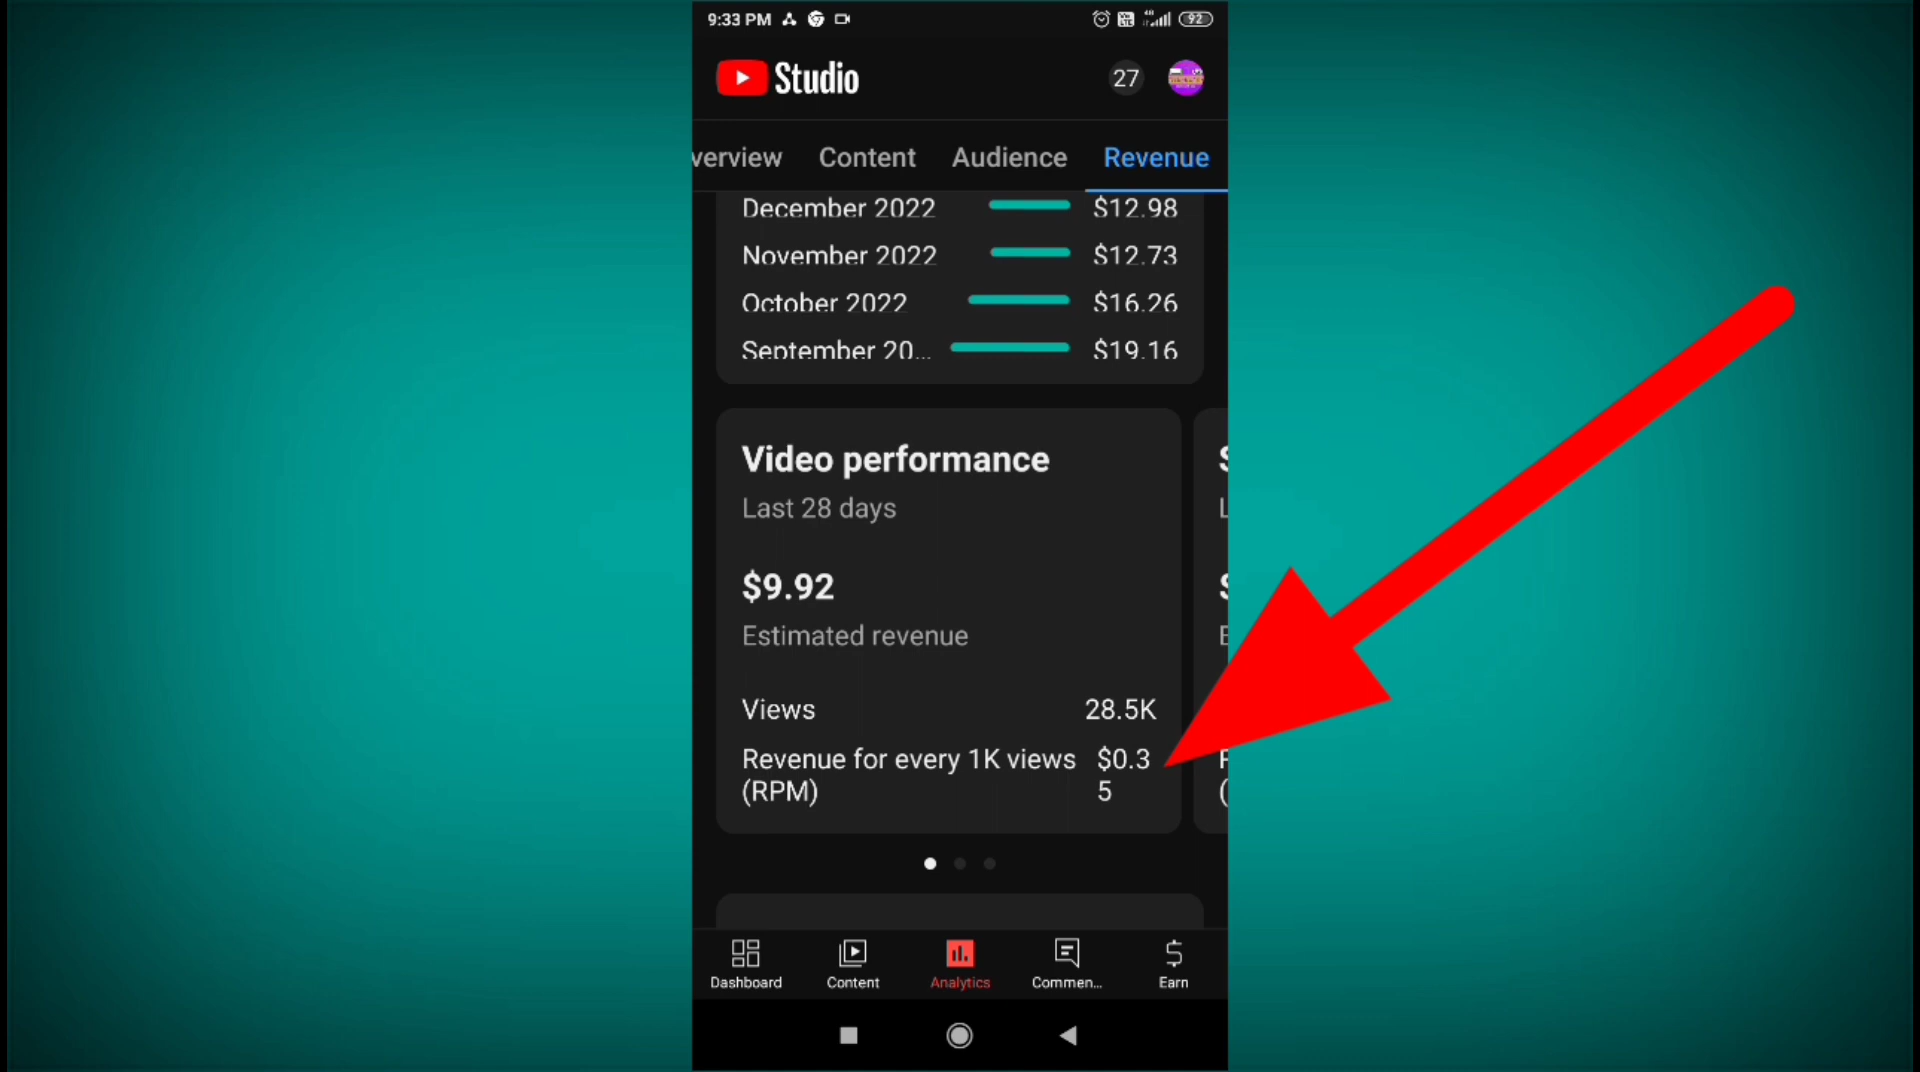 9:33 PM 92
Studio 27
verview Content Audience Revenue
December 2022 $12.98
November 2022 $12.73
October 2022 $16.26
September 20... $19.16
Video performance
Last 28 days
$9.92
Estimated revenue
Views 28.5K
Revenue for every 1K views $0.3
(RPM) 5
Dashboard Content Analytics Commen... Earn